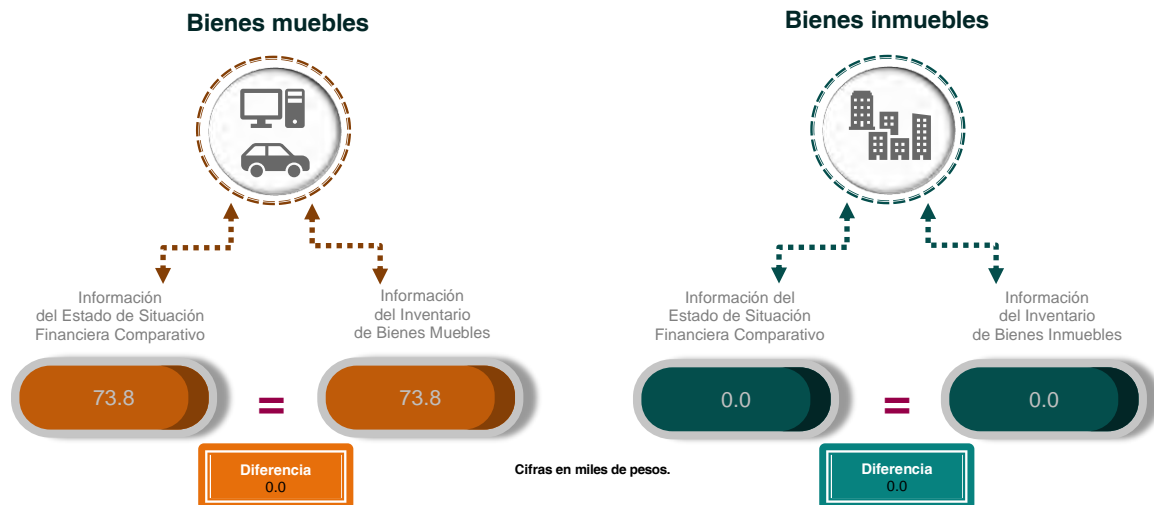 Bienes muebles
Información
del Estado de Situación
Financiera Comparativo
Información
del Inventario
de Bienes Muebles
73.8
=
73.8
Diferencia
0.0
Bienes inmuebles
Información del
Estado de Situación
Financiera Comparativo
Información
del Inventario
de Bienes Inmuebles
0.0
=
0.0
Diferencia
0.0
Cifras en miles de pesos.